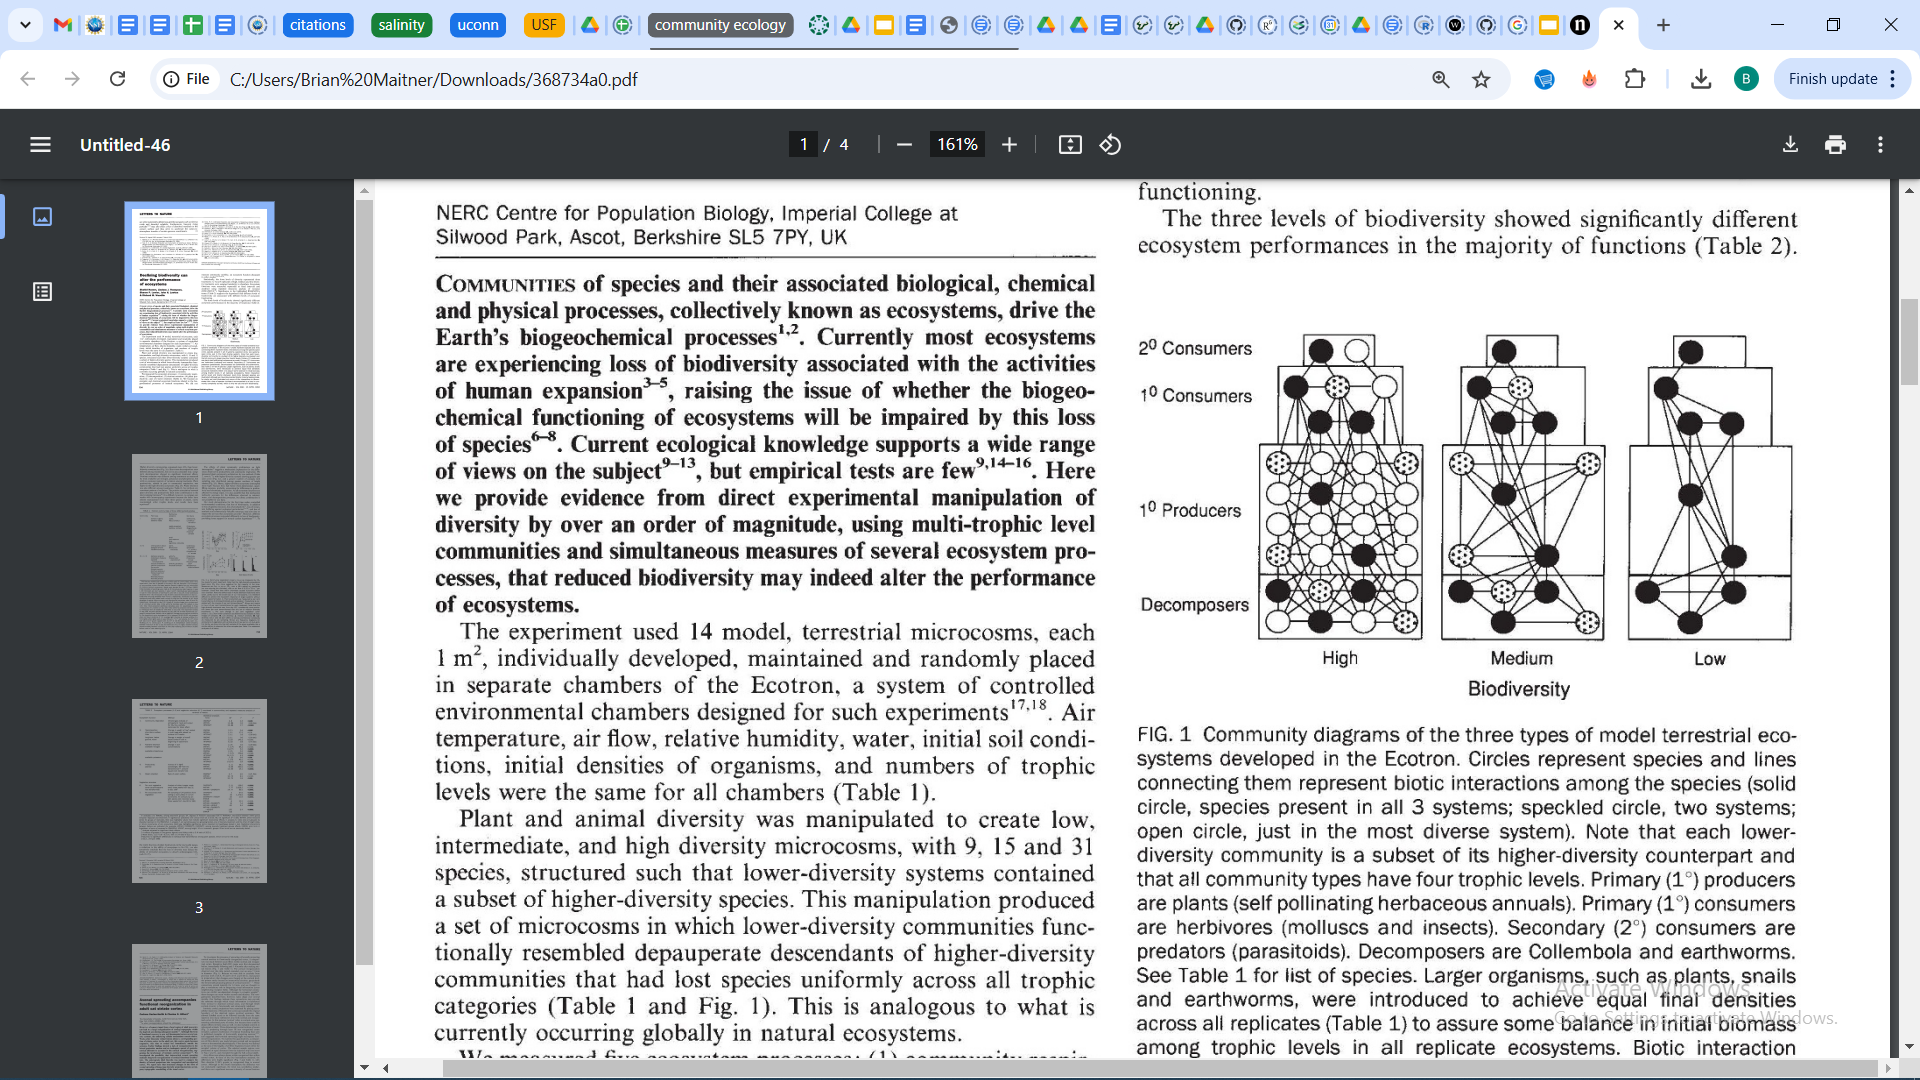 citations
salinity
uconn
USF
community ecology
File
C:/Users/Brian%20Maitner/Downloads/368734a0.pdf
B
Finish update
Untitled-46
1 / 4
161%
1
2
3
NERC Centre for Population Biology, Imperial College at
Silwood Park, Ascot, Berkshire SL5 7PY, UK
COMMUNITIES of species and their associated biological, chemical
and physical processes, collectively known as ecosystems, drive the
Earth's biogeochemical processes1,2. Currently most ecosystems
are experiencing loss of biodiversity associated with the activities
of human expansion3–5, raising the issue of whether the biogeo-
chemical functioning of ecosystems will be impaired by this loss
of species6–8. Current ecological knowledge supports a wide range
of views on the subject9–13, but empirical tests are few9,14–16. Here
we provide evidence from direct experimental manipulation of
diversity by over an order of magnitude, using multi-trophic level
communities and simultaneous measures of several ecosystem pro-
cesses, that reduced biodiversity may indeed alter the performance
of ecosystems.
The experiment used 14 model, terrestrial microcosms, each
1 m2, individually developed, maintained and randomly placed
in separate chambers of the Ecotron, a system of controlled
environmental chambers designed for such experiments17,18. Air
temperature, air flow, relative humidity, water, initial soil condi-
tions, initial densities of organisms, and numbers of trophic
levels were the same for all chambers (Table 1).
Plant and animal diversity was manipulated to create low,
intermediate, and high diversity microcosms, with 9, 15 and 31
species, structured such that lower-diversity systems contained
a subset of higher-diversity species. This manipulation produced
a set of microcosms in which lower-diversity communities func-
tionally resembled depauperate descendants of higher-diversity
communities that had lost species uniformly across all trophic
categories (Table 1 and Fig. 1). This is analogous to what is
currently occurring globally in natural ecosystems.
We measured five ecosystem processes: (1) community respir-
functioning.
The three levels of biodiversity showed significantly different
ecosystem performances in the majority of functions (Table 2).
2º Consumers
1º Consumers
1º Producers
Decomposers
High Medium Low
Biodiversity
FIG. 1 Community diagrams of the three types of model terrestrial eco-
systems developed in the Ecotron. Circles represent species and lines
connecting them represent biotic interactions among the species (solid
circle, species present in all 3 systems; speckled circle, two systems;
open circle, just in the most diverse system). Note that each lower-
diversity community is a subset of its higher-diversity counterpart and
that all community types have four trophic levels. Primary (1°) producers
are plants (self pollinating herbaceous annuals). Primary (1°) consumers
are herbivores (molluscs and insects). Secondary (2°) consumers are
predators (parasitoids). Decomposers are Collembola and earthworms.
See Table 1 for list of species. Larger organisms, such as plants, snails
and earthworms, were introduced to achieve equal final densities
across all replicates (Table 1) to assure some balance in initial biomass
among trophic levels in all replicate ecosystems. Biotic interaction
Activate Windows
Go to Settings to activate Windows.